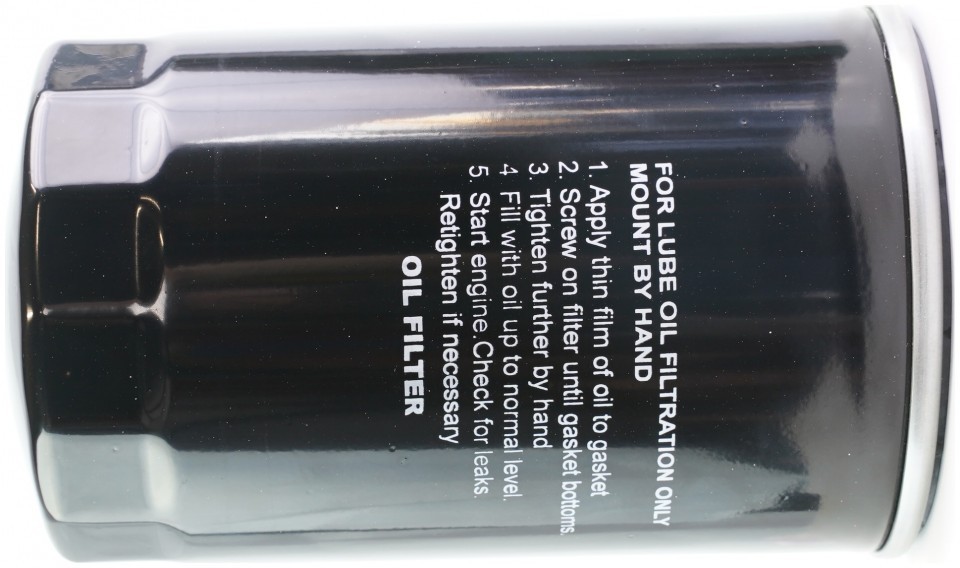 FOR LUBE OIL FILTRATION ONLY
MOUNT BY HAND
1. Apply thin film of oil to gasket
2. Screw on filter until gasket bottoms.
3. Tighten further by hand
4 Fill with oil up to normal level.
5. Start engine.Check for leaks.
Retighten if necessary
OIL FILTER